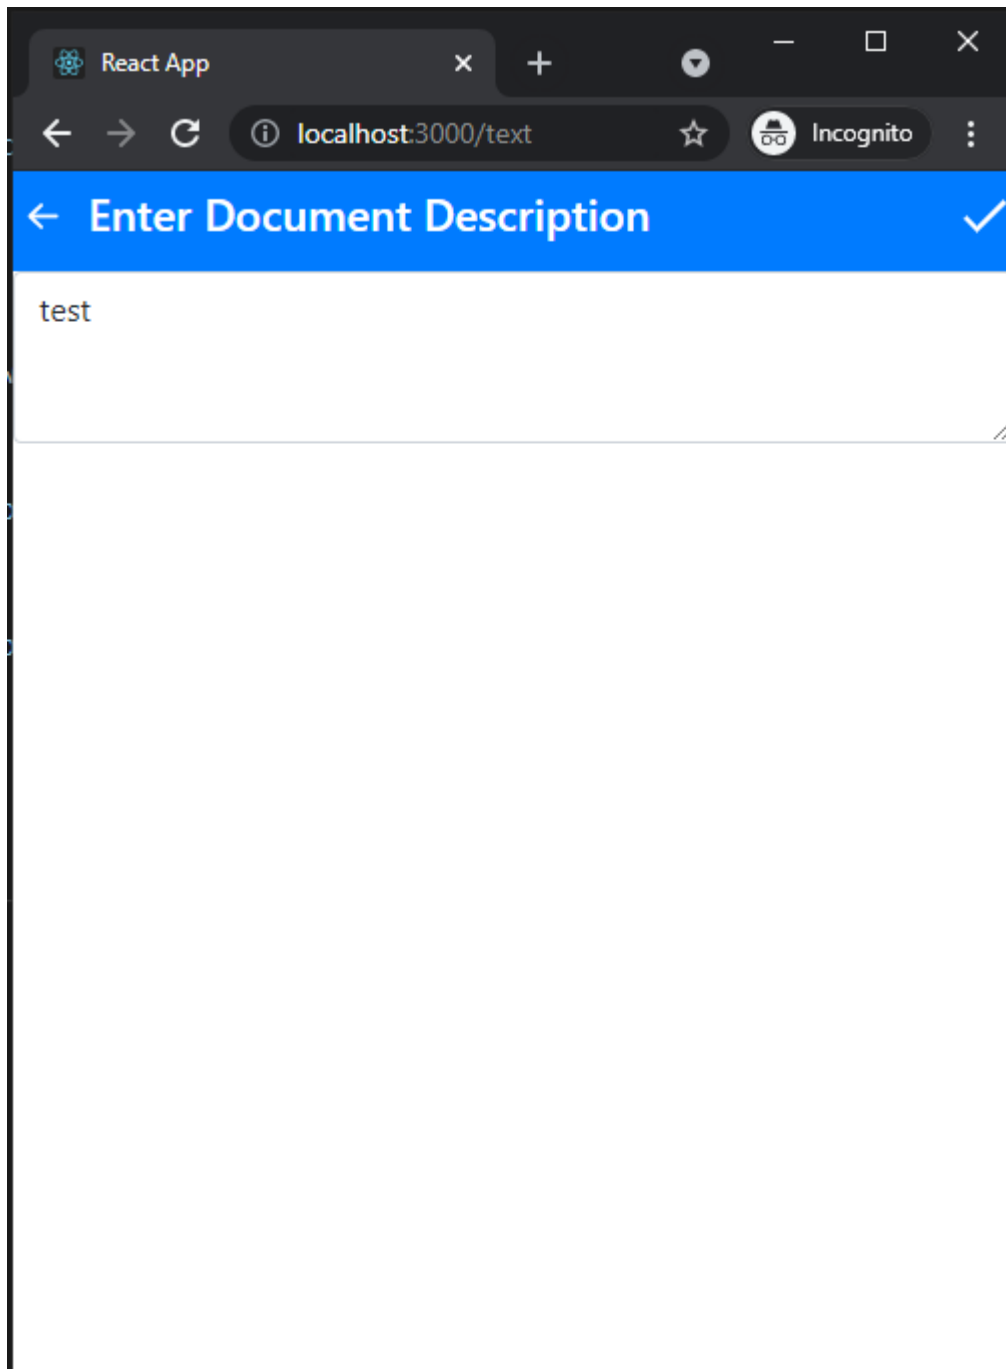 React App
localhost:3000/text
Incognito
Enter Document Description
test